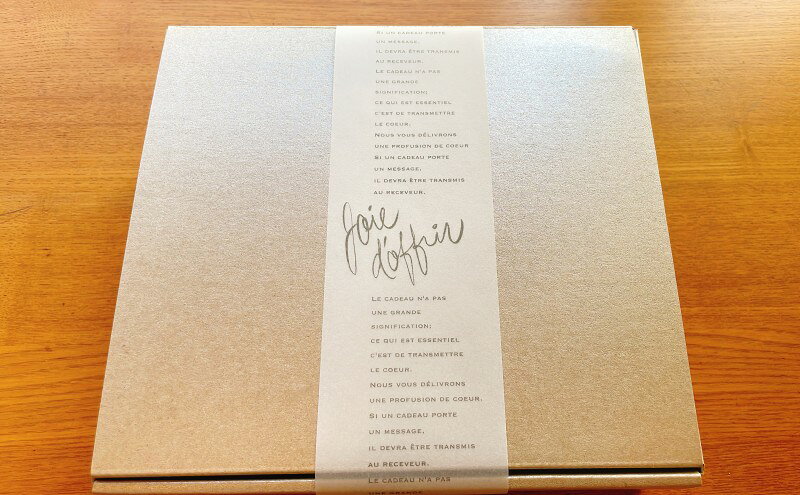 SI UN CADEAU PORTE
UN MESSAGE,
IL DEVRA ÊTRE TRANSMIS
AU RECEVEUR.
LE CADEAU N'A PAS
UNE GRANDE
SIGNIFICATION;
CE QUI EST ESSENTIEL
C'EST DE TRANSMETTRE
LE COEUR.
NOUS VOUS DÉLIVRONS
UNE PROFUSION DE COEUR
SI UN CADEAU PORTE
UN MESSAGE,
IL DEVRA ÊTRE TRANSMIS
AU RECEVEUR.
Joie
d'offrir
LE CADEAU N'A PAS
UNE GRANDE
SIGNIFICATION;
CE QUI EST ESSENTIEL
C'EST DE TRANSMETTRE
LE COEUR.
NOUS VOUS DÉLIVRONS
UNE PROFUSION DE COEUR.
SI UN CADEAU PORTE
UN MESSAGE,
IL DEVRA ÊTRE TRANSMIS
AU RECEVEUR.
LE CADEAU N'A PAS
UNE GRANDE